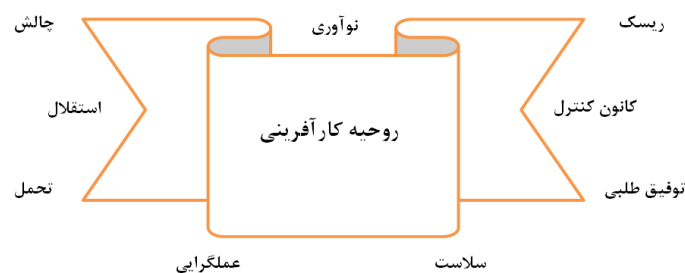 ریسک
نوآوری
چالش
کانون کنترل
استقلال
روحیه کارآفرینی
توفیق طلبی
تحمل
سلاست
عملگرایی